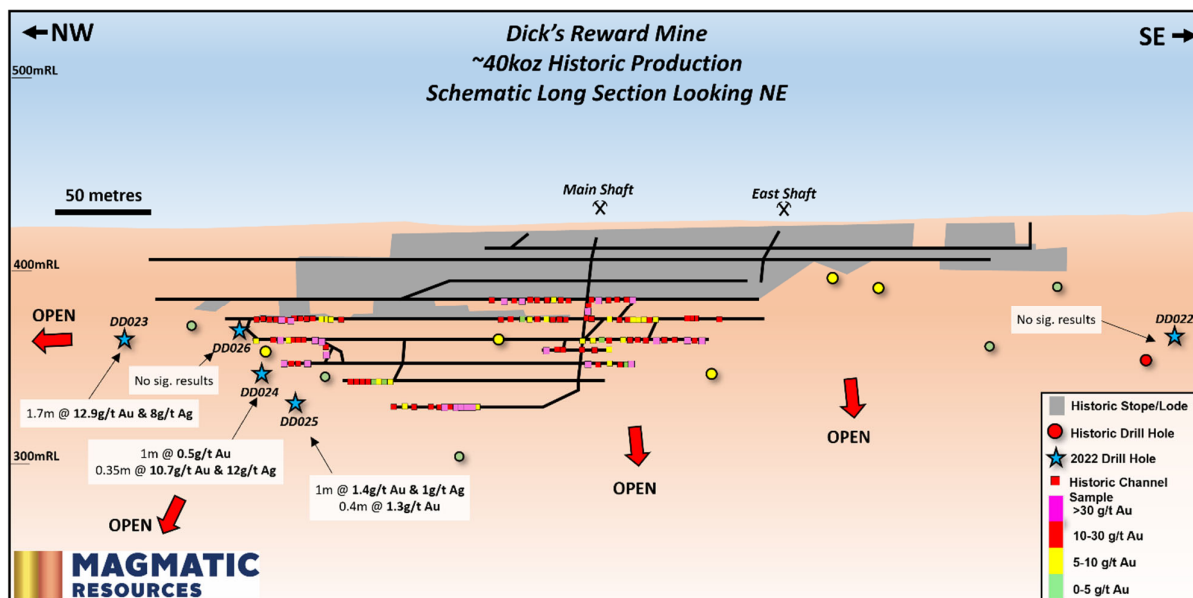 NW
SE
Dick's Reward Mine
~40koz Historic Production
Schematic Long Section Looking NE
500mRL
50 metres
Main Shaft
East Shaft
400mRL
OPEN
DD023
DD026
No sig. results
DD022
No sig. results
DD024
DD025
1.7m @ 12.9g/t Au & 8g/t Ag
1m @ 0.5g/t Au
0.35m @ 10.7g/t Au & 12g/t Ag
300mRL
1m @ 1.4g/t Au & 1g/t Ag
0.4m @ 1.3g/t Au
OPEN
OPEN
OPEN
Historic Stope/Lode
Historic Drill Hole
2022 Drill Hole
Historic Channel
Sample
>30 g/t Au
10-30 g/t Au
5-10 g/t Au
0-5 g/t Au
MAGMATIC
RESOURCES